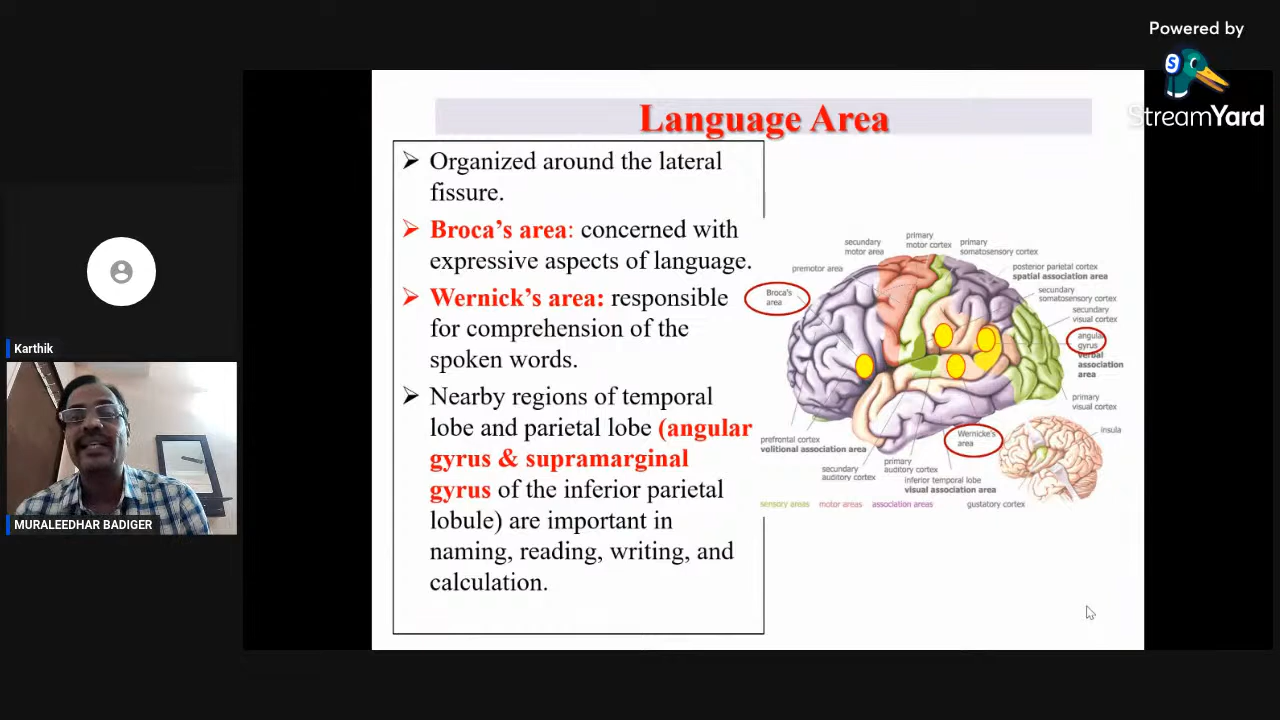 Powered by
StreamYard
Language Area
Organized around the lateral
fissure.
Broca's area: concerned with
expressive aspects of language.
Wernick's area: responsible
for comprehension of the
spoken words.
Nearby regions of temporal
lobe and parietal lobe (angular
gyrus & supramarginal
gyrus of the inferior parietal
lobule) are important in
naming, reading, writing, and
calculation.
primary
motor cortex
secondary
motor area
primary
somatosensory cortex
premotor area
posterior parietal cortex
spatial association area
Broca's
area
secondary
somatosensory cortex
secondary
visual cortex
angular
gyrus
verbal
association
area
primary
visual cortex
insula
Wernicke's
area
prefrontal cortex
volitional association area
secondary
auditory cortex
primary
auditory cortex
inferior temporal lobe
visual association area
sensory areas motor areas association areas
gustatory cortex
Karthik
MURALEEDHAR BADIGER